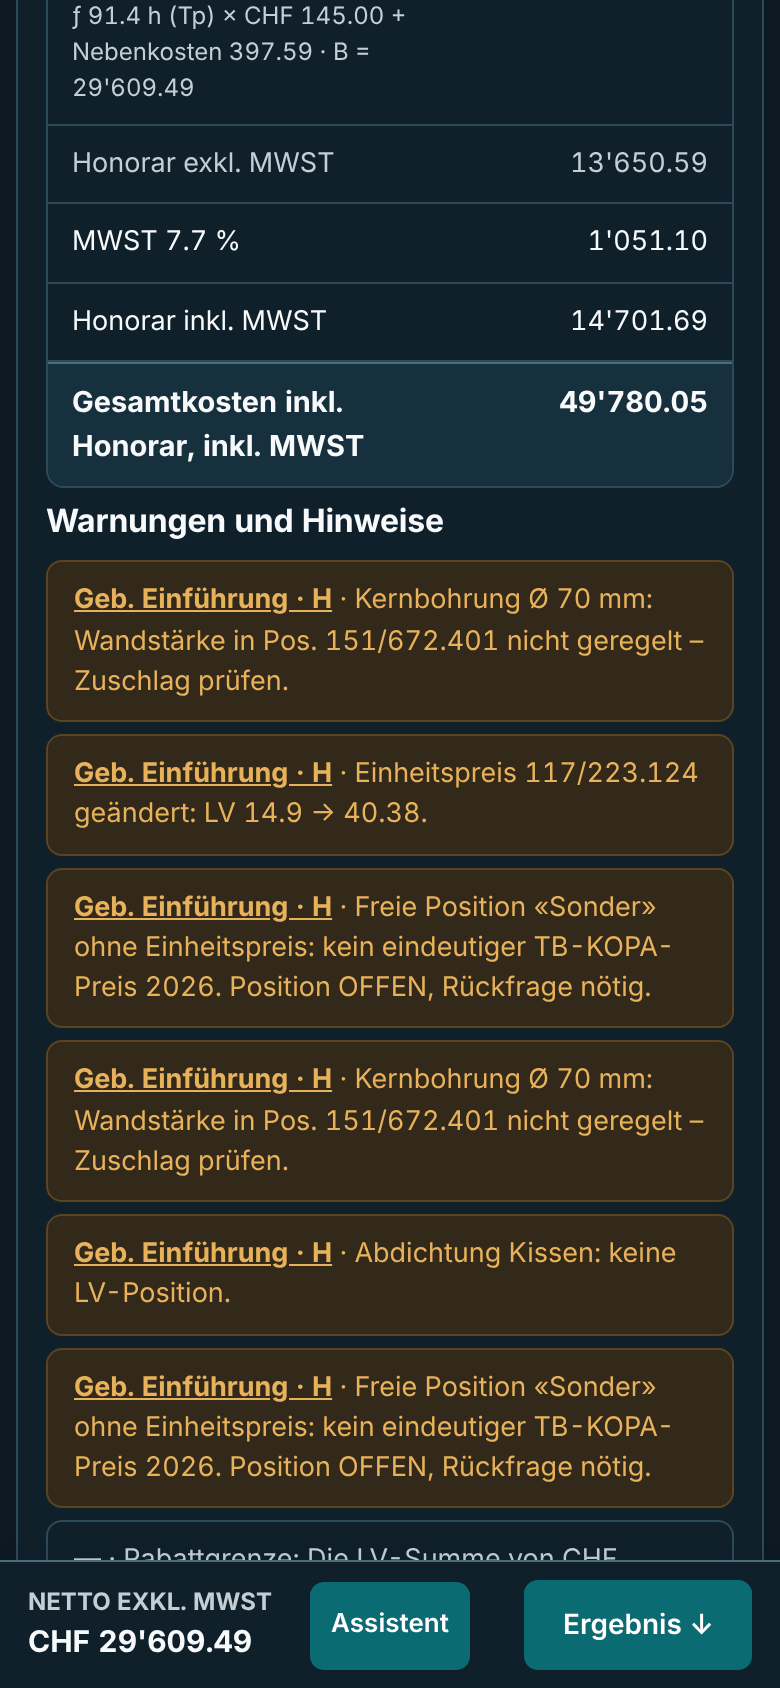 ƒ 91.4 h (Tp) × CHF 145.00 +
Nebenkosten 397.59 · B =
29'609.49
Honorar exkl. MWST 13'650.59
MWST 7.7 % 1'051.10
Honorar inkl. MWST 14'701.69
Gesamtkosten inkl. 49'780.05
Honorar, inkl. MWST
Warnungen und Hinweise
Geb. Einführung · H · Kernbohrung Ø 70 mm:
Wandstärke in Pos. 151/672.401 nicht geregelt –
Zuschlag prüfen.
Geb. Einführung · H · Einheitspreis 117/223.124
geändert: LV 14.9 → 40.38.
Geb. Einführung · H · Freie Position «Sonder»
ohne Einheitspreis: kein eindeutiger TB-KOPA-
Preis 2026. Position OFFEN, Rückfrage nötig.
Geb. Einführung · H · Kernbohrung Ø 70 mm:
Wandstärke in Pos. 151/672.401 nicht geregelt –
Zuschlag prüfen.
Geb. Einführung · H · Abdichtung Kissen: keine
LV-Position.
Geb. Einführung · H · Freie Position «Sonder»
ohne Einheitspreis: kein eindeutiger TB-KOPA-
Preis 2026. Position OFFEN, Rückfrage nötig.
— · Rabattgrenze: Die LV-Summe von CHF
NETTO EXKL. MWST
CHF 29'609.49
Assistent
Ergebnis ↓